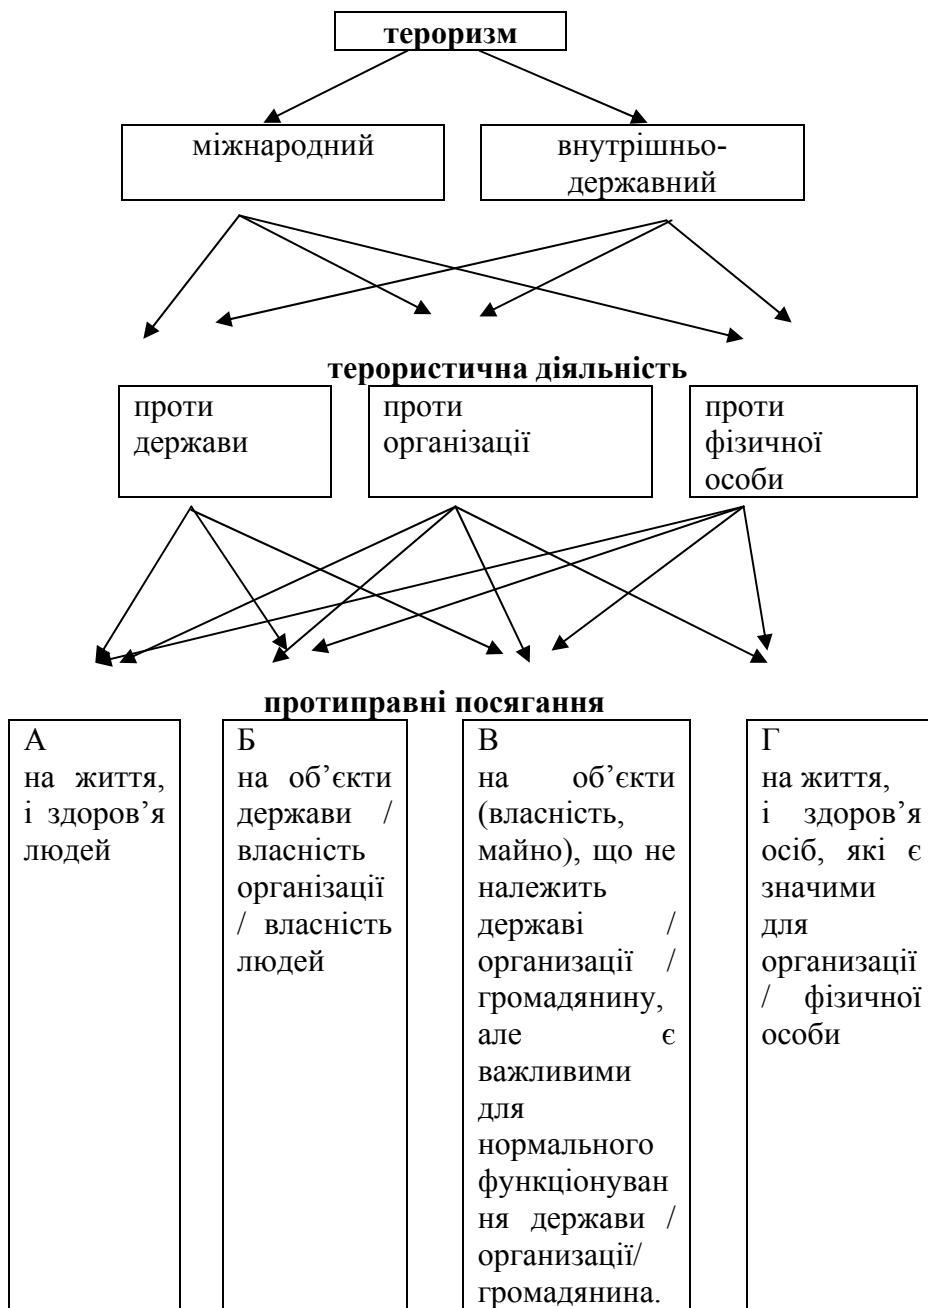 тероризм
міжнародний
внутрішньо-
державний
терористична діяльність
проти
держави
проти
організації
проти
фізичної
особи
протиправні посягання
А
на життя,
і здоров’я
людей
Б
на об’єкти
держави /
власність
організації
/ власність
людей
В
на об’єкти
(власність,
майно), що не
належить
державі /
организації /
громадянину,
але є
важливими
для
нормального
функціонуван
ня держави /
организації/
громадянина.
Г
на життя,
і здоров’я
осіб, які є
значими
для
организації
/ фізичної
особи